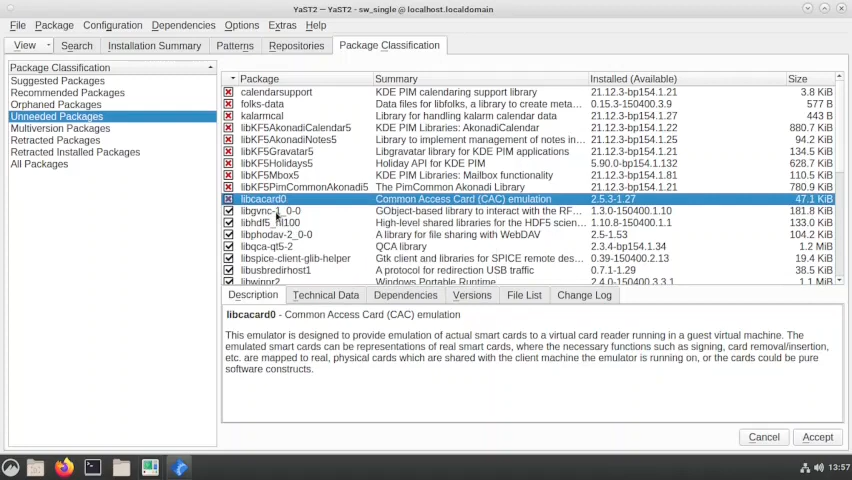 YaST2 — YaST2 - sw_single @ localhost.localdomain
File Package Configuration Dependencies Options Extras Help
View Search Installation Summary Patterns Repositories Package Classification
Package Classification
Suggested Packages
Recommended Packages
Orphaned Packages
Unneeded Packages
Multiversion Packages
Retracted Packages
Retracted Installed Packages
All Packages
Package Summary Installed (Available) Size
calendarsupport KDE PIM calendaring support library 21.12.3-bp154.1.21 3.8 KiB
folks-data Data files for libfolks, a library to create meta... 0.15.3-150400.3.9 577 B
kalarmcal Library for handling kalarm calendar data 21.12.3-bp154.1.27 443 B
libKF5AkonadiCalendar5 KDE PIM Libraries: AkonadiCalendar 21.12.3-bp154.1.22 880.7 KiB
libKF5AkonadiNotes5 Library to implement management of notes in... 21.12.3-bp154.1.24 94.2 KiB
libKF5Gravatar5 Libgravatar library for KDE PIM applications 21.12.3-bp154.1.22 134.5 KiB
libKF5Holidays5 Holiday API for KDE PIM 5.90.0-bp154.1.132 628.7 KiB
libKF5Mbox5 KDE PIM Libraries: Mailbox functionality 21.12.3-bp154.1.21 110.5 KiB
libKF5PimCommonAkonadi5 The PimCommon Akonadi Library 21.12.3-bp154.1.21 780.9 KiB
libcacard0 Common Access Card (CAC) emulation 2.5.3-1.27 47.1 KiB
libgvnc-1_0-0 GObject-based library to interact with the RF... 1.3.0-150400.1.10 181.8 KiB
libhdf5_hl100 High-level shared libraries for the HDF5 scien... 133.0 KiB
libphodav-2_0-0 A library for file sharing with WebDAV 2.5-1.53 104.2 KiB
libqca-qt5-2 QCA library 2.3.4-bp154.1.34 1.2 MiB
libspice-client-glib-helper Gtk client and libraries for SPICE remote des... 0.39-150400.2.13 19.4 KiB
libusbredirhost1 A protocol for redirection USB traffic 0.7.1-1.29 38.5 KiB
libwinpr2 Windows Portable Runtime 2.4.0-150400.3.3.1 1.1 MiB
Description Technical Data Dependencies Versions File List Change Log
libcacard0 - Common Access Card (CAC) emulation
This emulator is designed to provide emulation of actual smart cards to a virtual card reader running in a guest virtual machine. The
emulated smart cards can be representations of real smart cards, where the necessary functions such as signing, card removal/insertion,
etc. are mapped to real, physical cards which are shared with the client machine the emulator is running on, or the cards could be pure
software constructs.
Cancel Accept
13:57